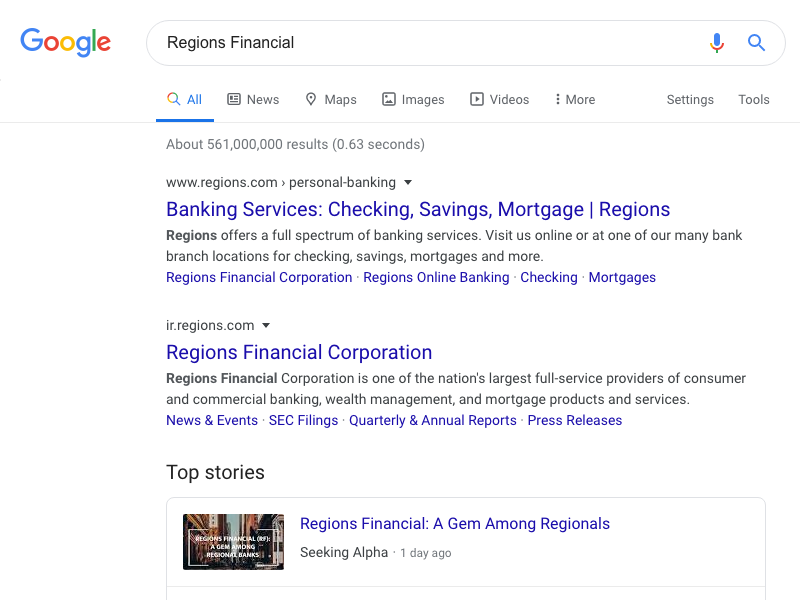 Google
Regions Financial
All
News
Maps
Images
Videos
More
Settings
Tools
About 561,000,000 results (0.63 seconds)
www.regions.com › personal-banking
Banking Services: Checking, Savings, Mortgage | Regions
Regions offers a full spectrum of banking services. Visit us online or at one of our many bank
branch locations for checking, savings, mortgages and more.
Regions Financial Corporation · Regions Online Banking · Checking · Mortgages
ir.regions.com
Regions Financial Corporation
Regions Financial Corporation is one of the nation's largest full-service providers of consumer
and commercial banking, wealth management, and mortgage products and services.
News & Events · SEC Filings · Quarterly & Annual Reports · Press Releases
Top stories
REGIONS FINANCIAL (RF):
A GEM AMONG
REGIONAL BANKS
Regions Financial: A Gem Among Regionals
Seeking Alpha · 1 day ago